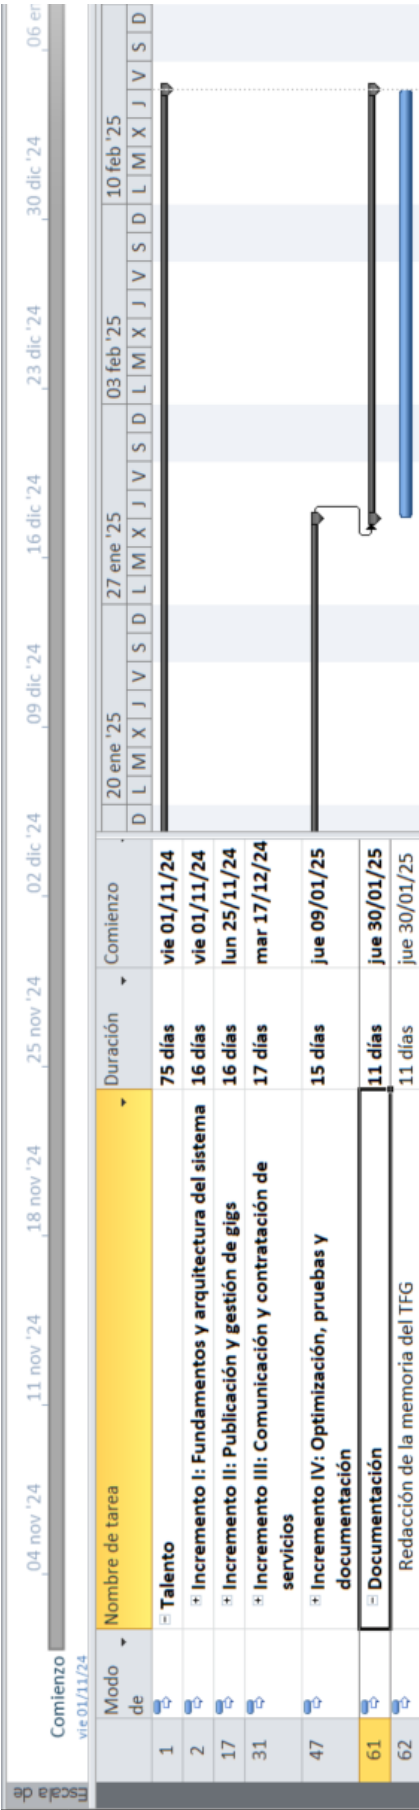 Escala de
Comienzo
vie 01/11/24
04 nov '24 11 nov '24 18 nov '24 25 nov '24 02 dic '24 09 dic '24 16 dic '24 23 dic '24 30 dic '24 06 en
Modo de Nombre de tarea Duración Comienzo
20 ene '25 27 ene '25 03 feb '25 10 feb '25
D L M X J V S D L M X J V S D L M X J V S D L M X J V S D
1 Talento 75 días vie 01/11/24
2 Incremento I: Fundamentos y arquitectura del sistema 16 días vie 01/11/24
17 Incremento II: Publicación y gestión de gigs 16 días lun 25/11/24
31 Incremento III: Comunicación y contratación de 17 días mar 17/12/24
servicios
47 Incremento IV: Optimización, pruebas y 15 días jue 09/01/25
documentación
61 Documentación 11 días jue 30/01/25
62 Redacción de la memoria del TFG 11 días jue 30/01/25